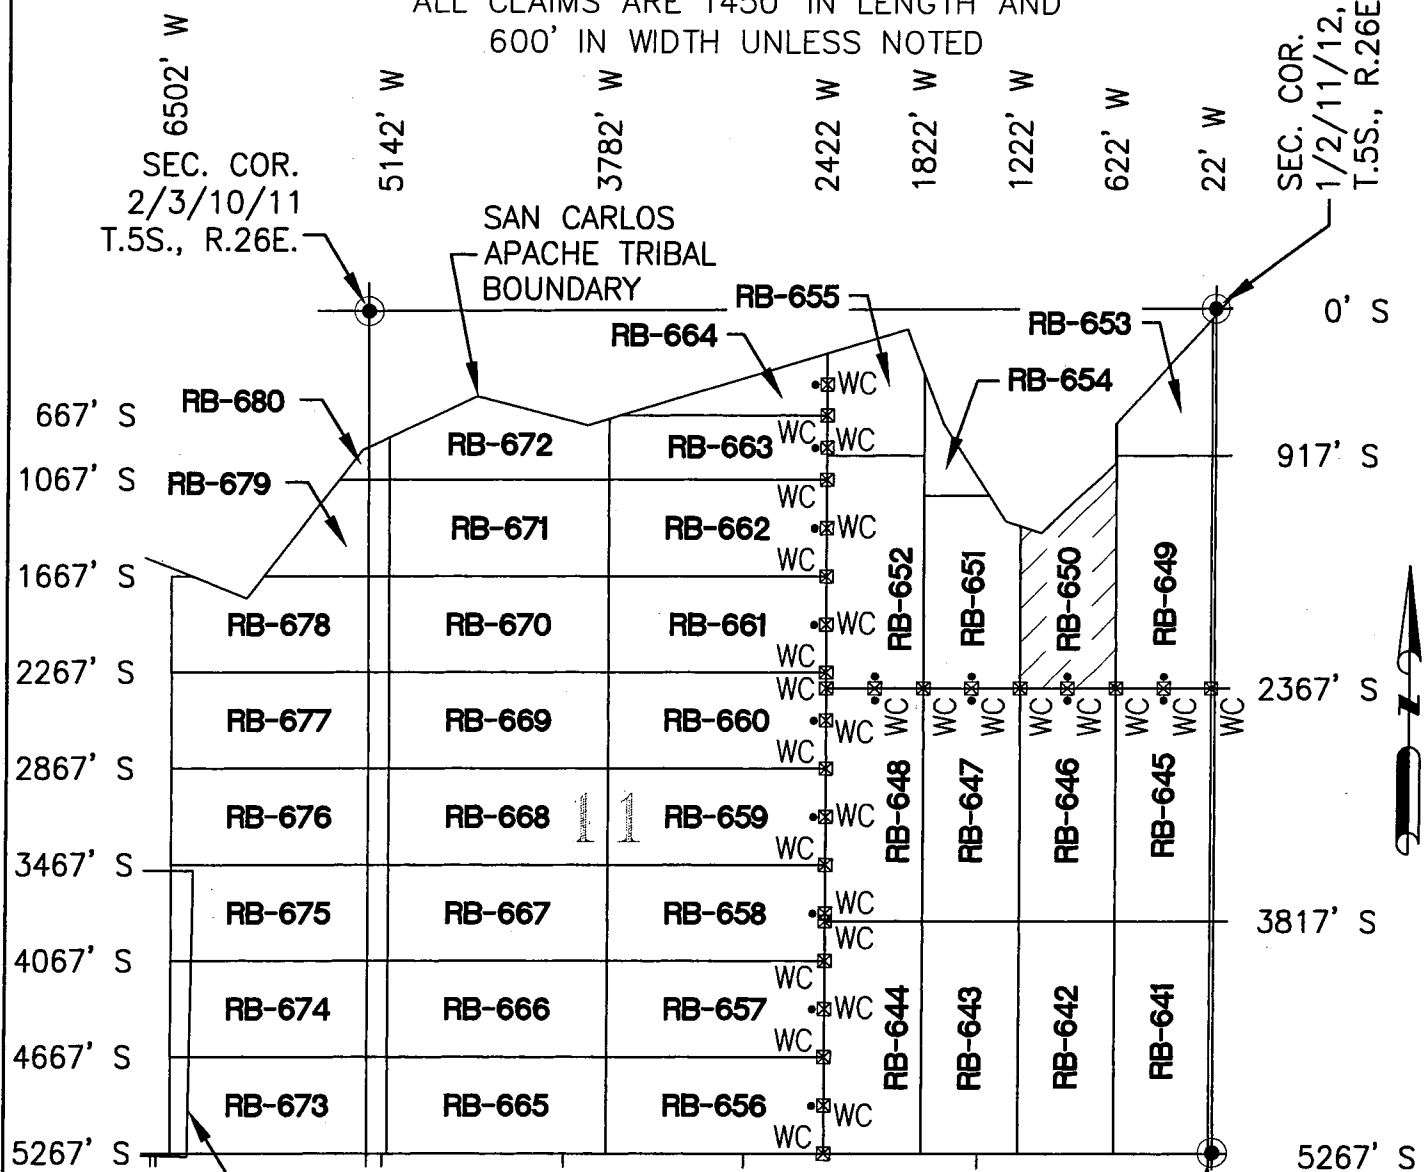 ALL CLAIMS ARE 1450' IN LENGTH AND
600' IN WIDTH UNLESS NOTED
6502' W
5142' W
3782' W
2422 W
1822' W
1222' W
622' W
22' W
SEC. COR.
1/2/11/12,
T.5S., R.26E
SEC. COR.
2/3/10/11
T.5S., R.26E.
SAN CARLOS
APACHE TRIBAL
BOUNDARY
RB-655
RB-664
RB-653
0' S
RB-654
WC
667' S
RB-680
RB-672
RB-663
WC
WC
917' S
1067' S
RB-679
WC
RB-671
RB-662
WC
WC
1667' S
RB-652
RB-651
RB-650
RB-649
RB-678
RB-670
RB-661
WC
WC
2267' S
WC
2367' S
WC
WC
WC
WC
WC
WC
WC
WC
N
RB-677
RB-669
RB-660
WC
WC
2867' S
RB-648
RB-647
RB-646
RB-645
RB-676
RB-668
11
RB-659
WC
WC
3467' S
RB-675
RB-667
RB-658
WC
WC
3817' S
4067' S
WC
RB-674
RB-666
RB-657
WC
WC
RB-644
RB-643
RB-642
RB-641
4667' S
RB-673
RB-665
RB-656
WC
WC
5267' S
5267' S